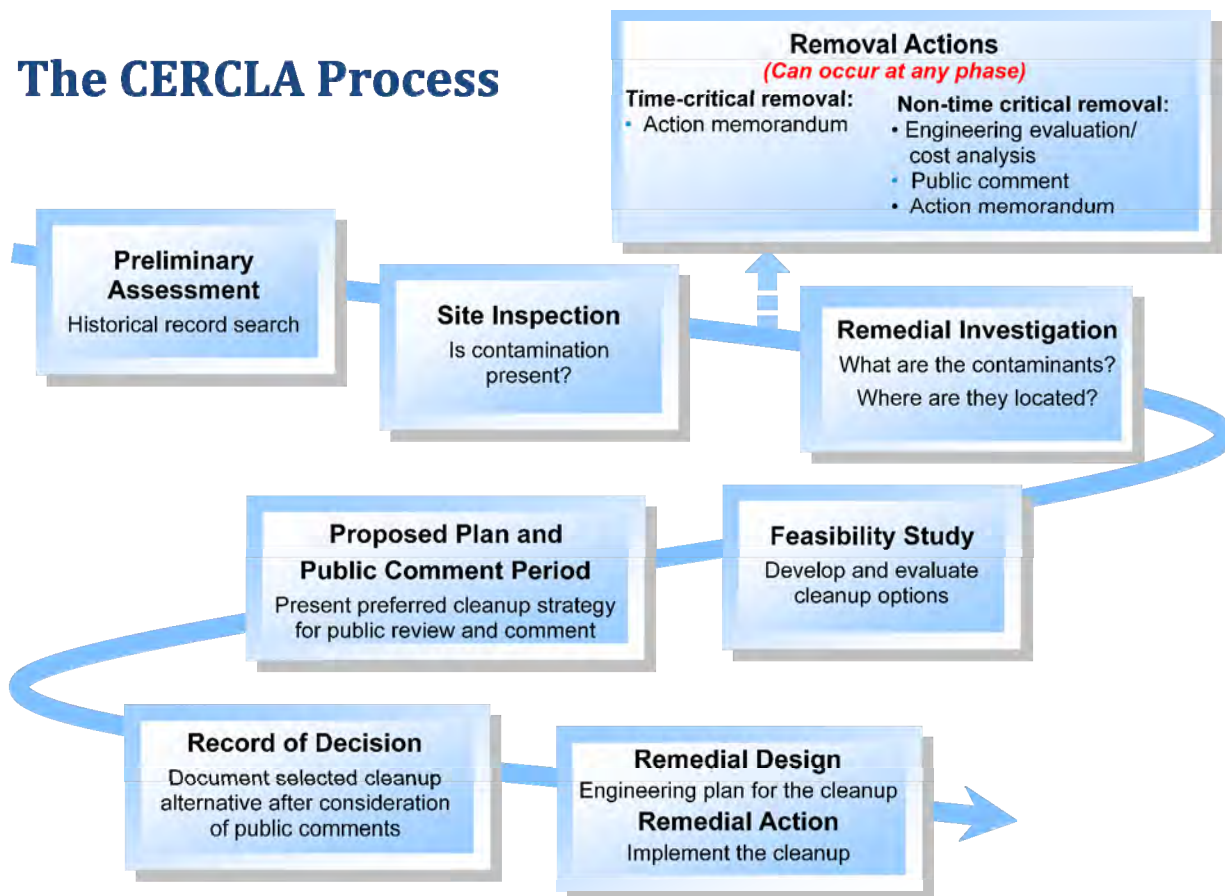 The CERCLA Process
Removal Actions
(Can occur at any phase)
Time-critical removal:
• Action memorandum
Non-time critical removal:
• Engineering evaluation/
cost analysis
• Public comment
• Action memorandum
Preliminary
Assessment
Historical record search
Site Inspection
Is contamination
present?
Remedial Investigation
What are the contaminants?
Where are they located?
Feasibility Study
Develop and evaluate
cleanup options
Proposed Plan and
Public Comment Period
Present preferred cleanup strategy
for public review and comment
Record of Decision
Document selected cleanup
alternative after consideration
of public comments
Remedial Design
Engineering plan for the cleanup
Remedial Action
Implement the cleanup